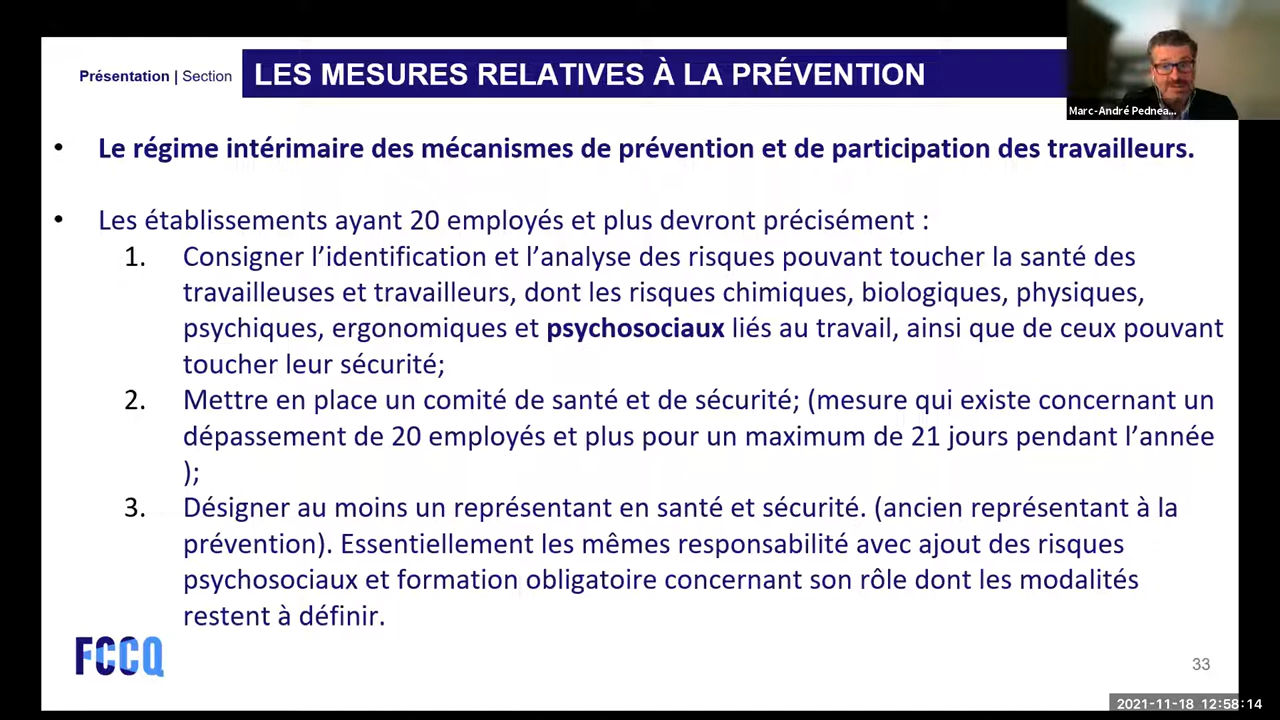 Présentation | Section
LES MESURES RELATIVES À LA PRÉVENTION
Marc-André Pednea...
• Le régime intérimaire des mécanismes de prévention et de participation des travailleurs.
• Les établissements ayant 20 employés et plus devront précisément :
1. Consigner l’identification et l’analyse des risques pouvant toucher la santé des
travailleuses et travailleurs, dont les risques chimiques, biologiques, physiques,
psychiques, ergonomiques et psychosociaux liés au travail, ainsi que de ceux pouvant
toucher leur sécurité;
2. Mettre en place un comité de santé et de sécurité; (mesure qui existe concernant un
dépassement de 20 employés et plus pour un maximum de 21 jours pendant l’année
);
3. Désigner au moins un représentant en santé et sécurité. (ancien représentant à la
prévention). Essentiellement les mêmes responsabilité avec ajout des risques
psychosociaux et formation obligatoire concernant son rôle dont les modalités
restent à définir.
FCCQ
33
2021-11-18 12:58:14